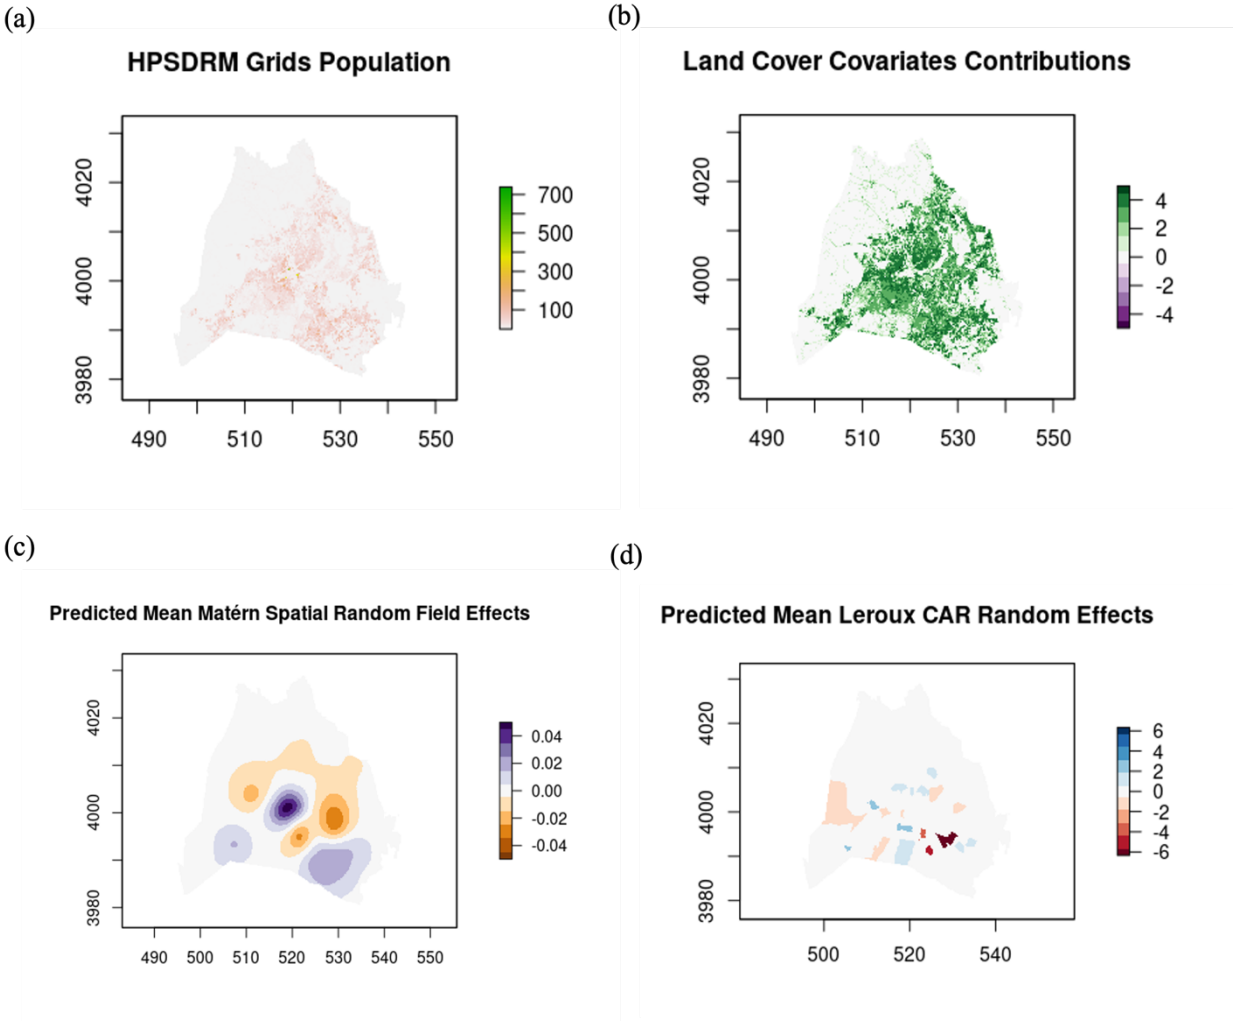 (a)
HPSDRM Grids Population
4020
4000
3980
490 510 530 550
700
500
300
100
(b)
Land Cover Covariates Contributions
4020
4000
3980
490 510 530 550
4
2
0
-2
-4
(c)
Predicted Mean Matérn Spatial Random Field Effects
4020
4000
3980
490 500 510 520 530 540 550
0.04
0.02
0.00
-0.02
-0.04
(d)
Predicted Mean Leroux CAR Random Effects
4020
4000
3980
500 520 540
6
4
2
0
-2
-4
-6